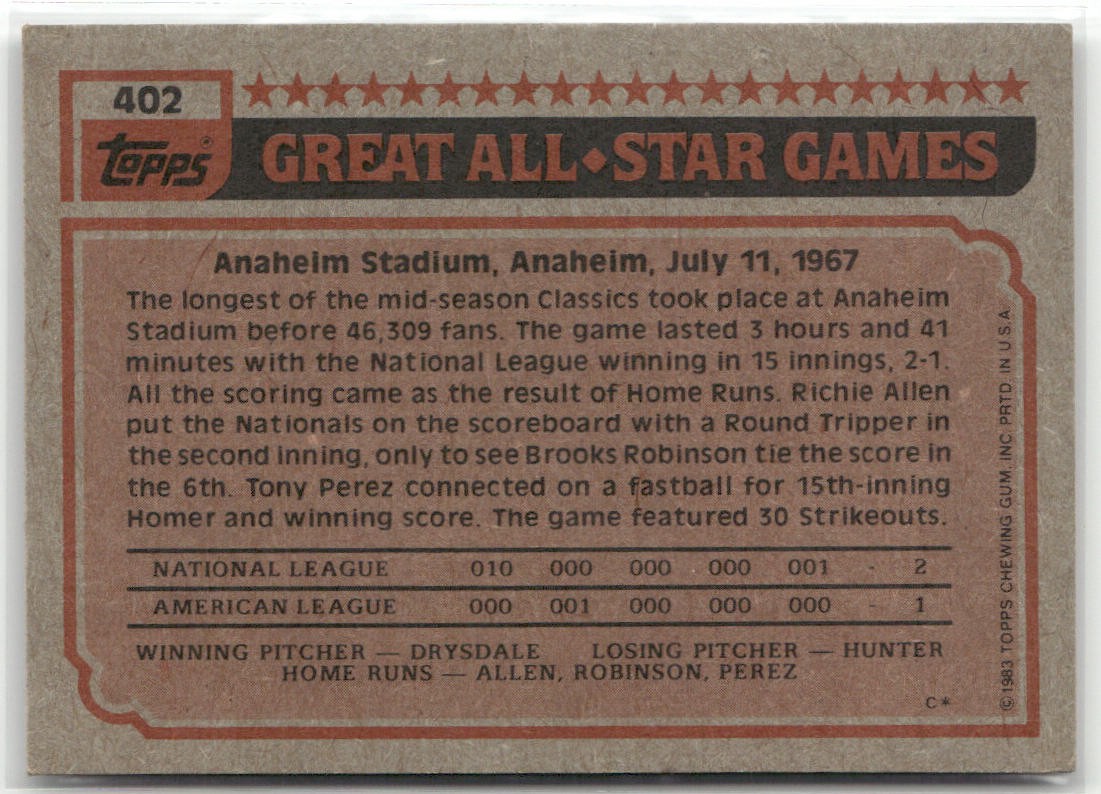 402
topps®
GREAT ALL◆STAR GAMES
Anaheim Stadium, Anaheim, July 11, 1967
The longest of the mid-season Classics took place at Anaheim
Stadium before 46,309 fans. The game lasted 3 hours and 41
minutes with the National League winning in 15 innings, 2-1.
All the scoring came as the result of Home Runs. Richie Allen
put the Nationals on the scoreboard with a Round Tripper in
the second inning, only to see Brooks Robinson tie the score in
the 6th. Tony Perez connected on a fastball for 15th-inning
Homer and winning score. The game featured 30 Strikeouts.
NATIONAL LEAGUE 010 000 000 000 001 - 2
AMERICAN LEAGUE 000 001 000 000 000 - 1
WINNING PITCHER — DRYSDALE LOSING PITCHER — HUNTER
HOME RUNS — ALLEN, ROBINSON, PEREZ
C*
© 1983 TOPPS CHEWING GUM, INC PRTD. IN U.S.A.